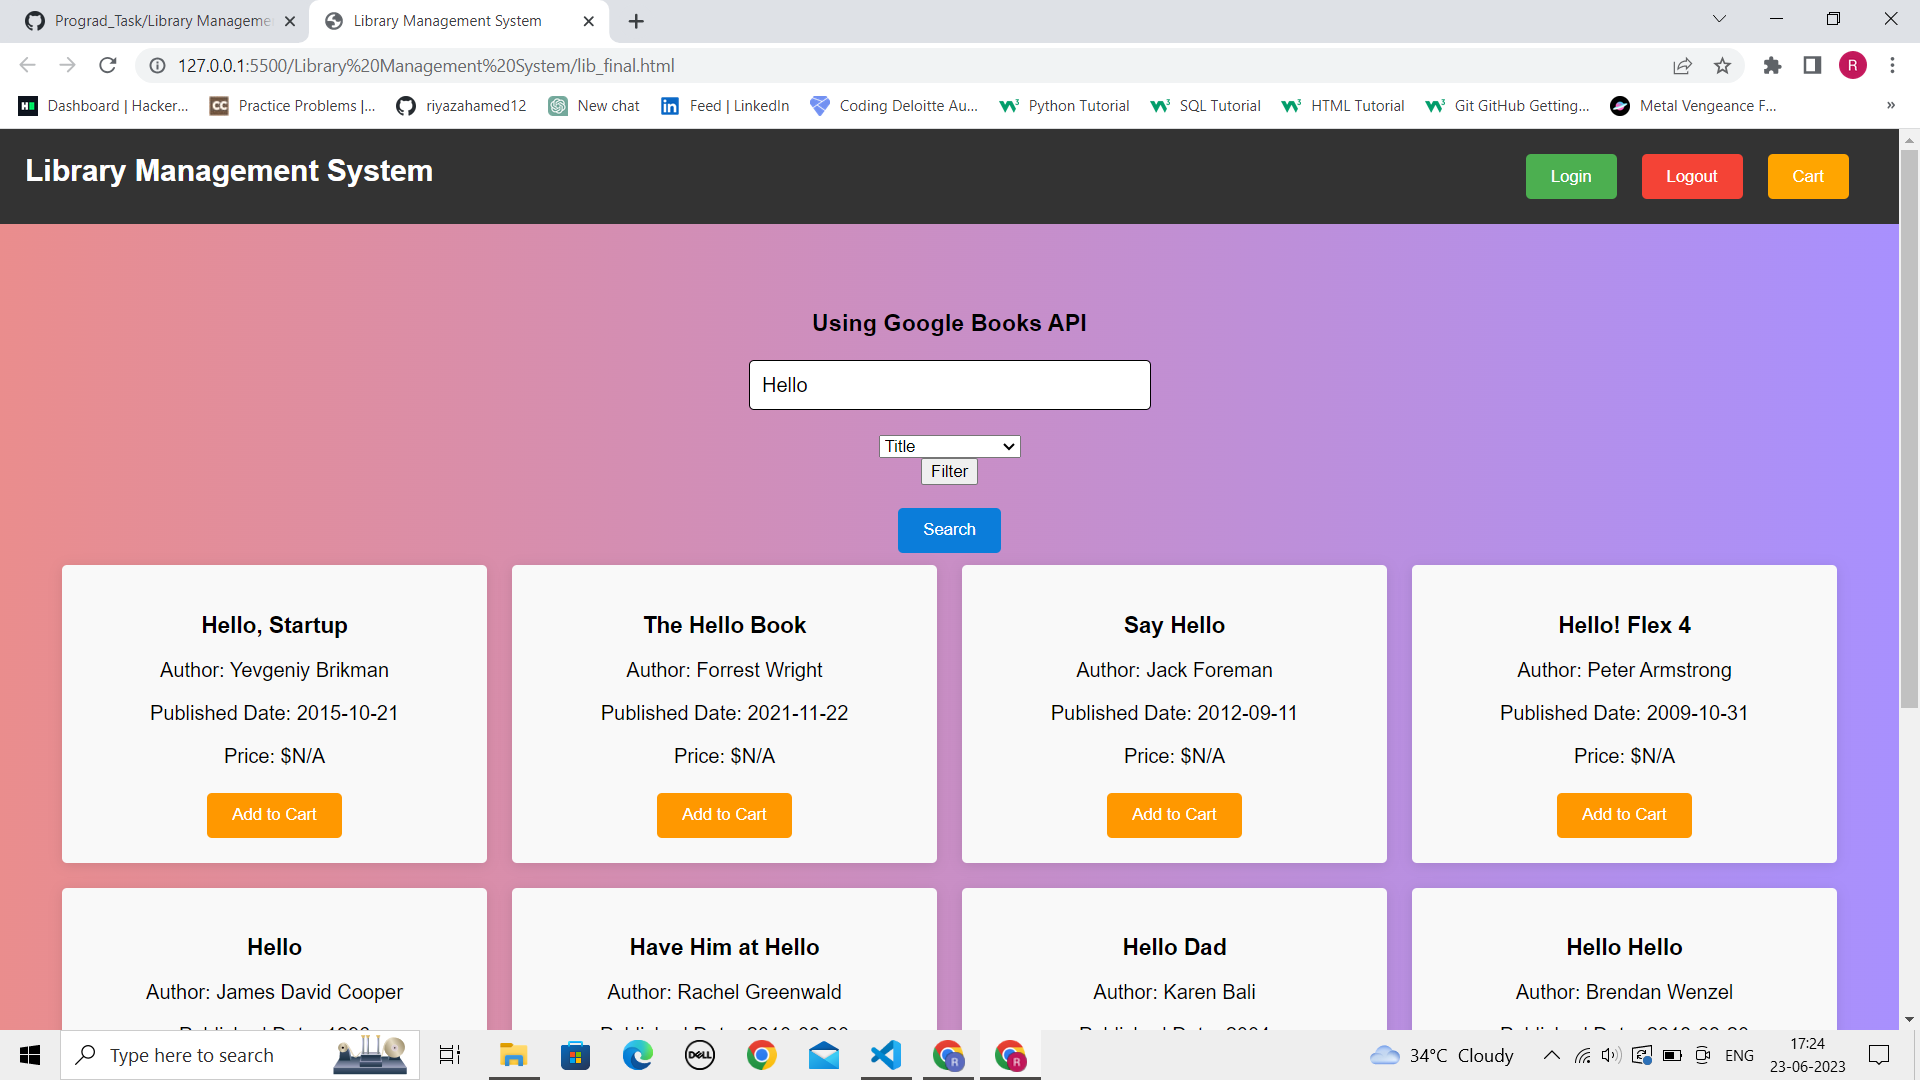 Prograd_Task/Library Manageme
Library Management System
127.0.0.1:5500/Library%20Management%20System/lib_final.html
R
Dashboard | Hacker...
CC
Practice Problems |...
riyazahamed12
New chat
Feed | LinkedIn
Coding Deloitte Au...
Python Tutorial
SQL Tutorial
HTML Tutorial
Git GitHub Getting...
Metal Vengeance F...
»
Library Management System
Login
Logout
Cart
Using Google Books API
Hello
Title
Filter
Search
Hello, Startup
Author: Yevgeniy Brikman
Published Date: 2015-10-21
Price: $N/A
Add to Cart
The Hello Book
Author: Forrest Wright
Published Date: 2021-11-22
Price: $N/A
Add to Cart
Say Hello
Author: Jack Foreman
Published Date: 2012-09-11
Price: $N/A
Add to Cart
Hello! Flex 4
Author: Peter Armstrong
Published Date: 2009-10-31
Price: $N/A
Add to Cart
Hello
Author: James David Cooper
Have Him at Hello
Author: Rachel Greenwald
Hello Dad
Author: Karen Bali
Hello Hello
Author: Brendan Wenzel
Type here to search
DELL
34°C Cloudy
ENG
17:24
23-06-2023